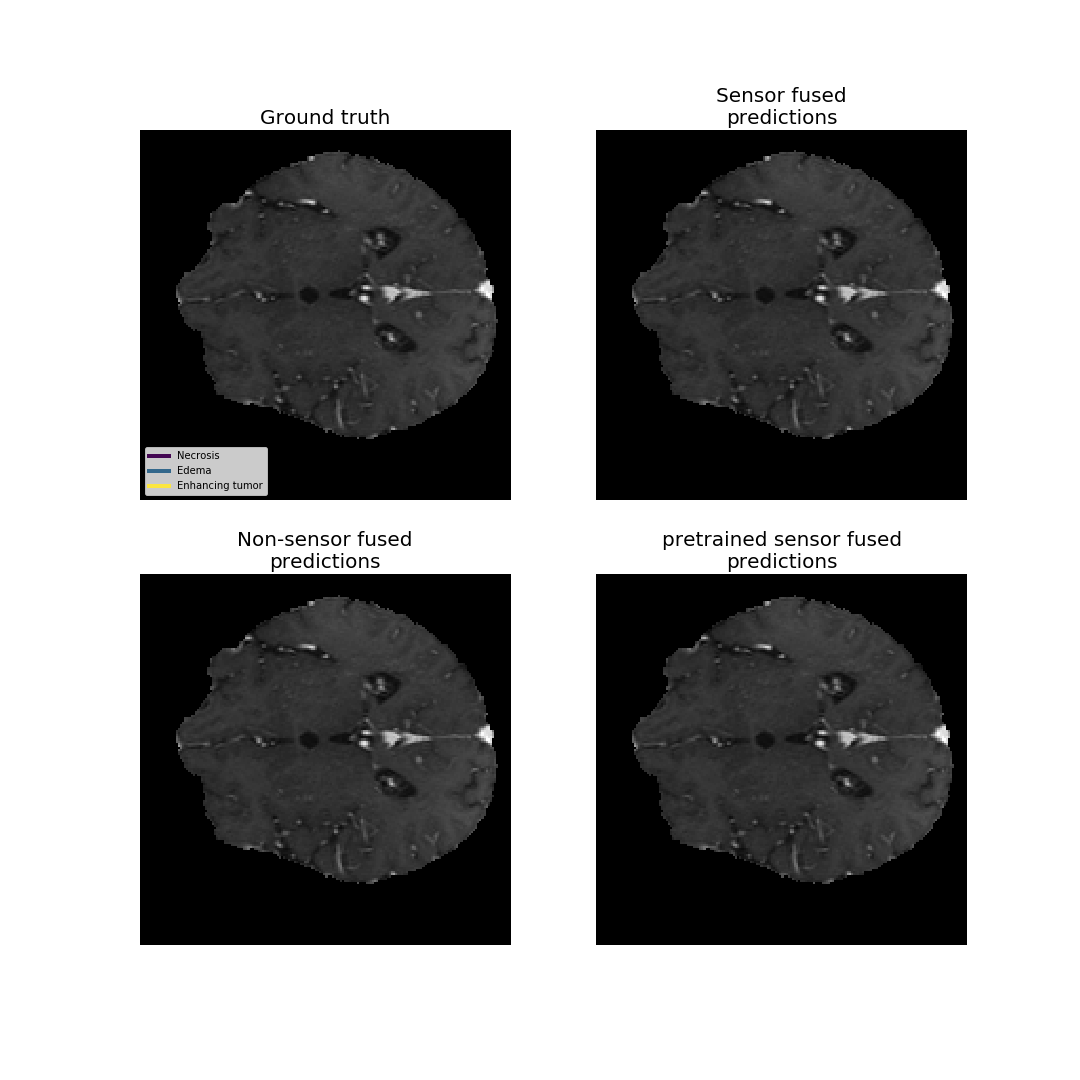 Ground truth
Sensor fused
predictions
Necrosis
Edema
Enhancing tumor
Non-sensor fused
predictions
pretrained sensor fused
predictions